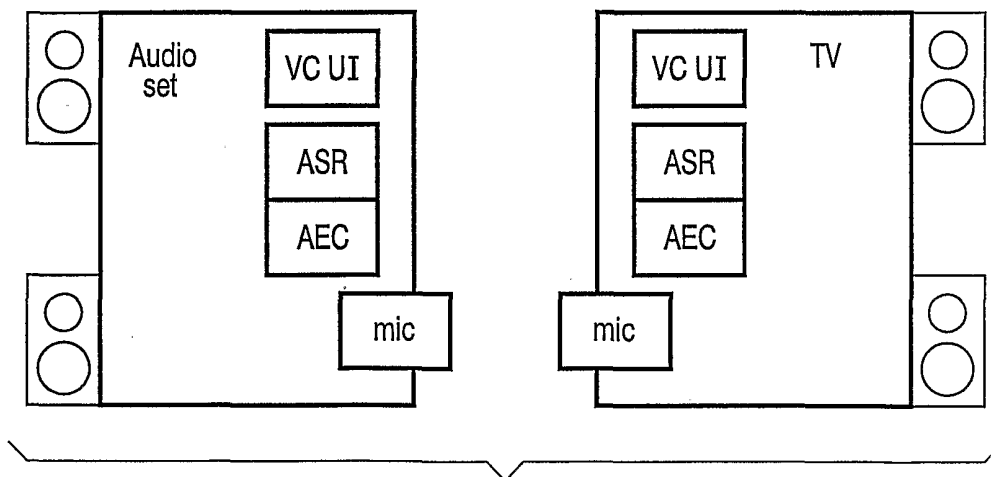 Audio
set
VC UI
ASR
AEC
mic
VC UI
TV
ASR
AEC
mic